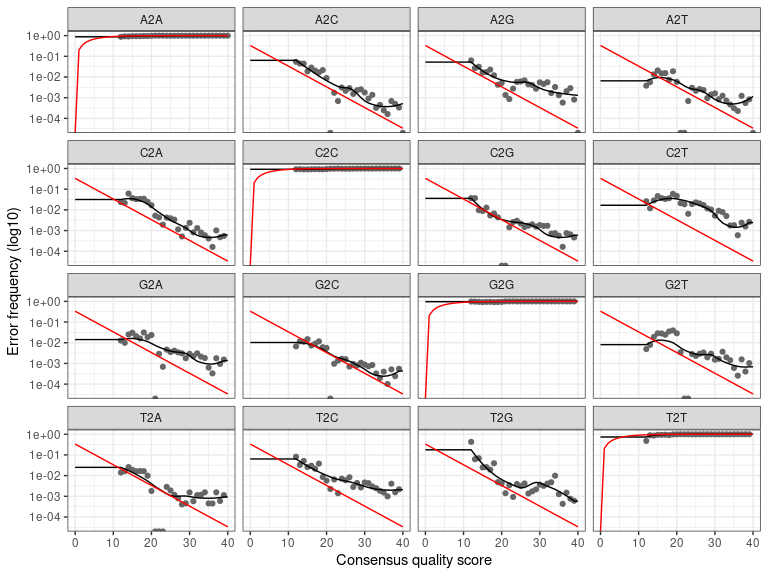 A2A A2C A2G A2T
1e+00
1e-01
1e-02
1e-03
1e-04
C2A C2C C2G C2T
1e+00
1e-01
1e-02
1e-03
1e-04
G2A G2C G2G G2T
1e+00
1e-01
1e-02
1e-03
1e-04
T2A T2C T2G T2T
1e+00
1e-01
1e-02
1e-03
1e-04
0 10 20 30 40 0 10 20 30 40 0 10 20 30 40 0 10 20 30 40
Consensus quality score
Error frequency (log10)